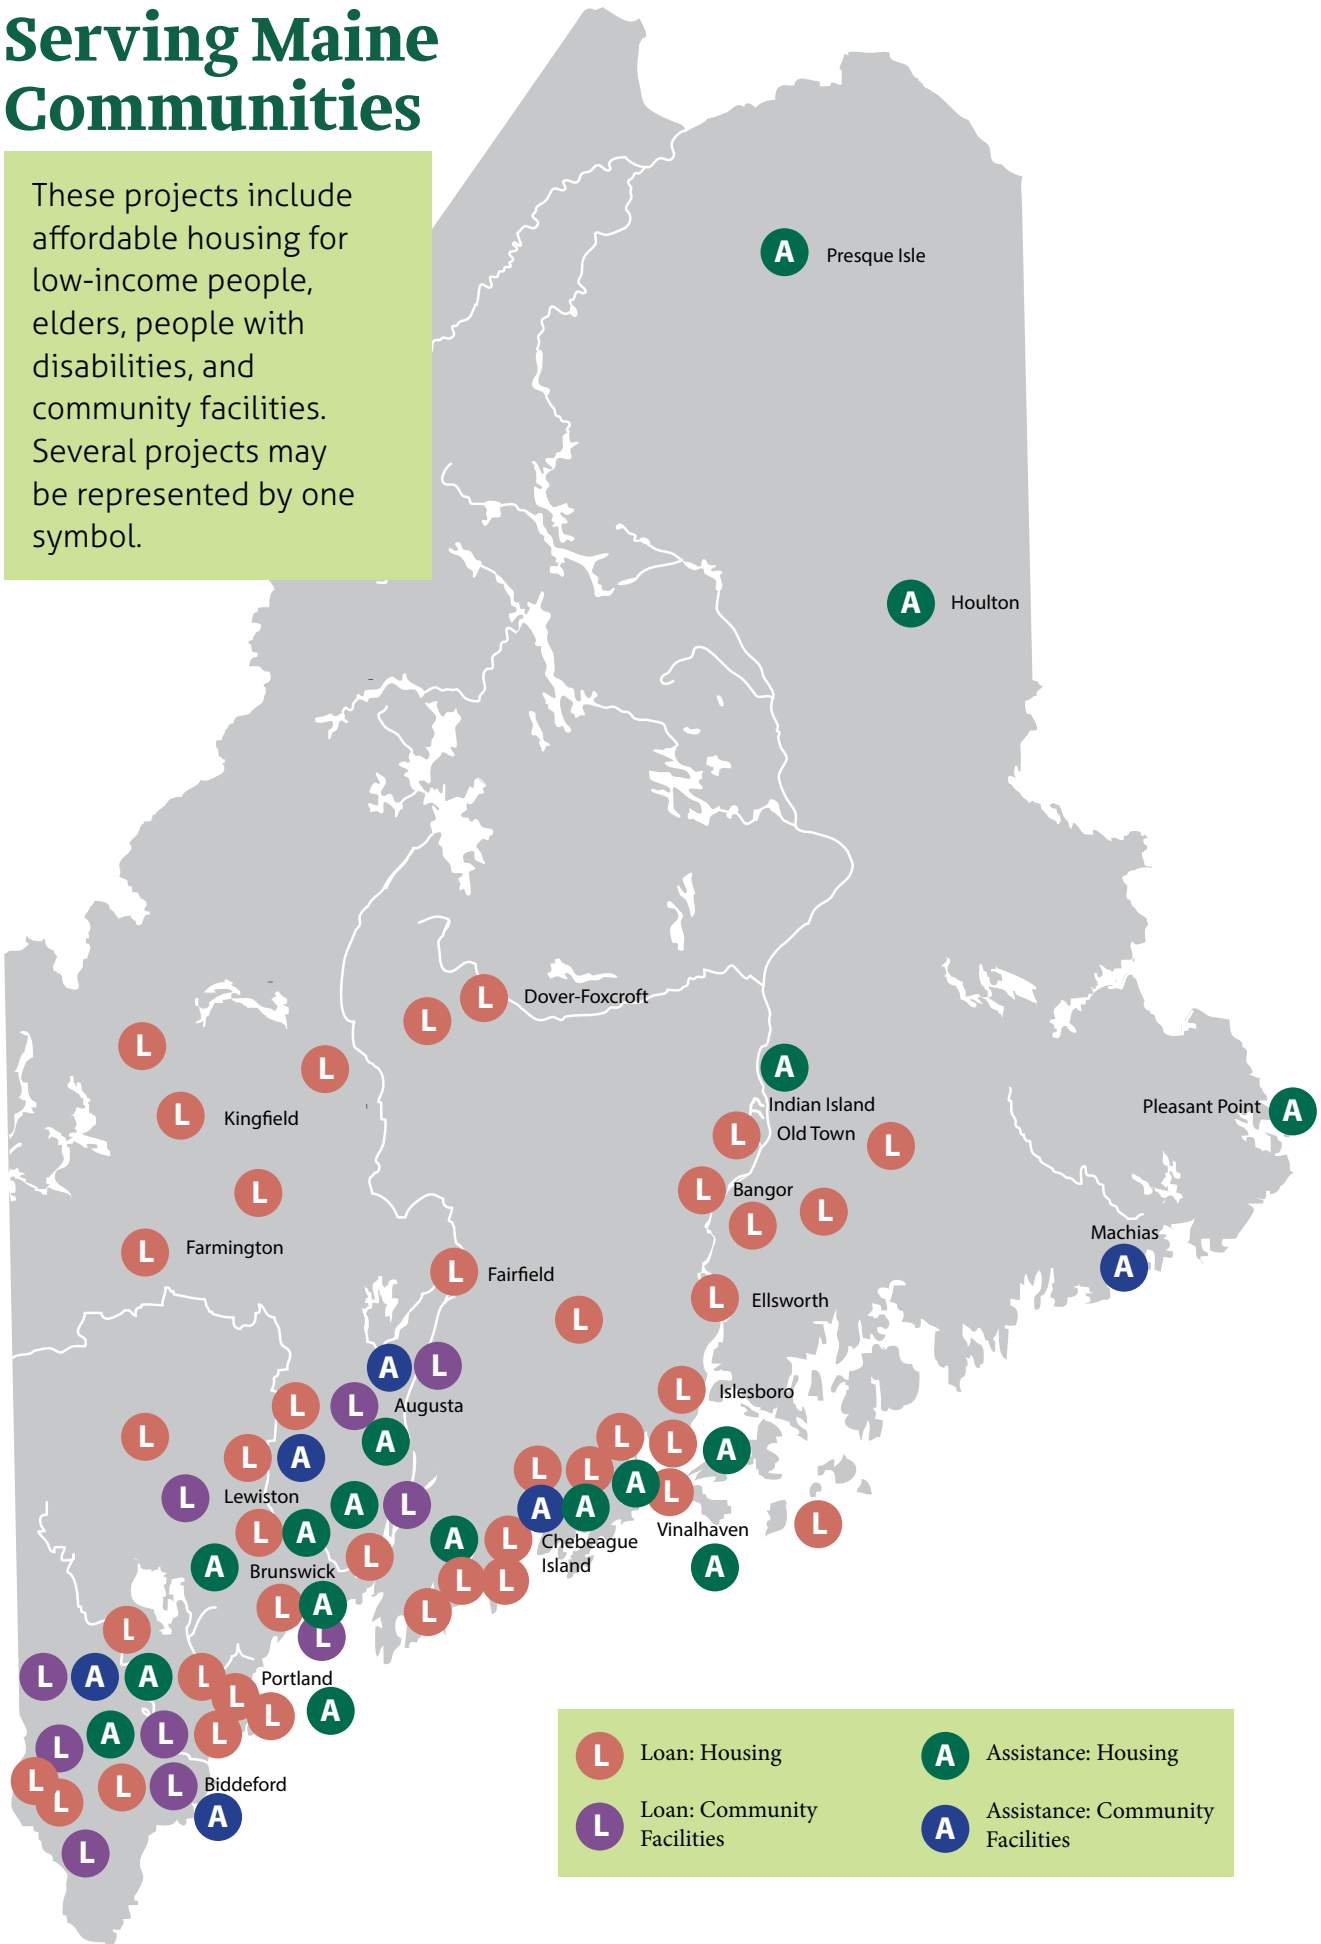 Serving Maine
Communities
These projects include
affordable housing for
low-income people,
elders, people with
disabilities, and
community facilities.
Several projects may
be represented by one
symbol.
A Presque Isle
A Houlton
L
L Dover-Foxcroft
L
L
L Kingfield
A
Indian Island
L Old Town
L
Pleasant Point A
L
L Bangor
L
L
L Farmington
Machias
A
L Fairfield
L Ellsworth
L
A L
L Islesboro
L L Augusta
L
A
L L A
L A
L L
A L
L
Lewiston
A L
A A
L
L A
A
L
Chebeague
Island
Vinalhaven
L
A
Brunswick
L
A
L L
L A
L
L
L
L A A L
Portland
L
L
A
L A L L
L
L
L L Biddeford
A
L
L Loan: Housing
A Assistance: Housing
L Loan: Community
Facilities
A Assistance: Community
Facilities